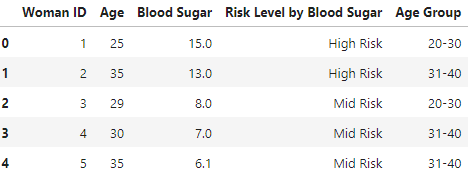 Woman ID Age Blood Sugar Risk Level by Blood Sugar Age Group
0 1 25 15.0 High Risk 20-30
1 2 35 13.0 High Risk 31-40
2 3 29 8.0 Mid Risk 20-30
3 4 30 7.0 Mid Risk 31-40
4 5 35 6.1 Mid Risk 31-40